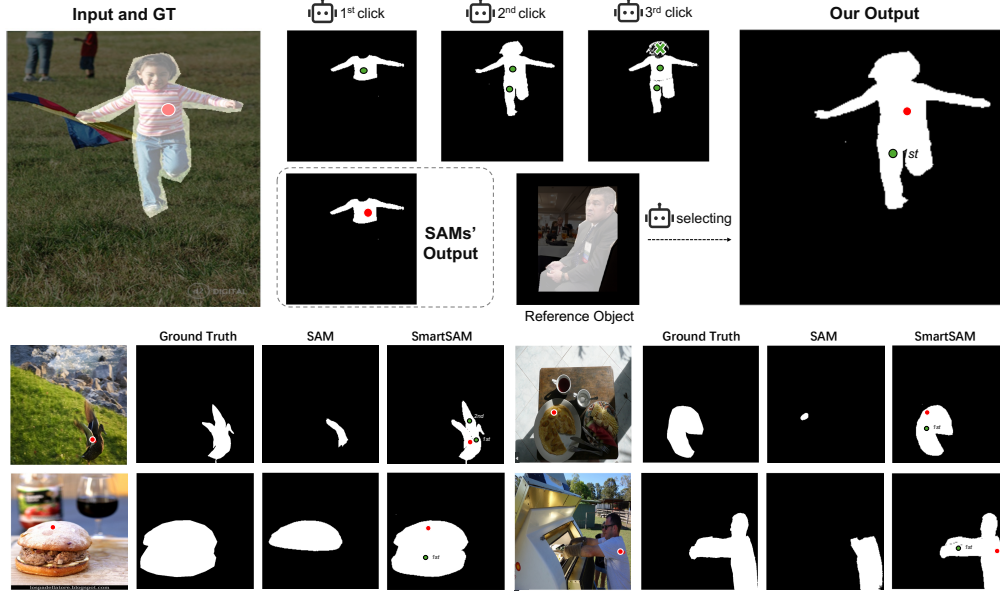 Input and GT
1st click
2nd click
3rd click
Our Output
1st
SAMs'
Output
selecting
DIGITAL
Reference Object
Ground Truth
SAM
SmartSAM
Ground Truth
SAM
SmartSAM
2nd
1st
1st
1st
1st